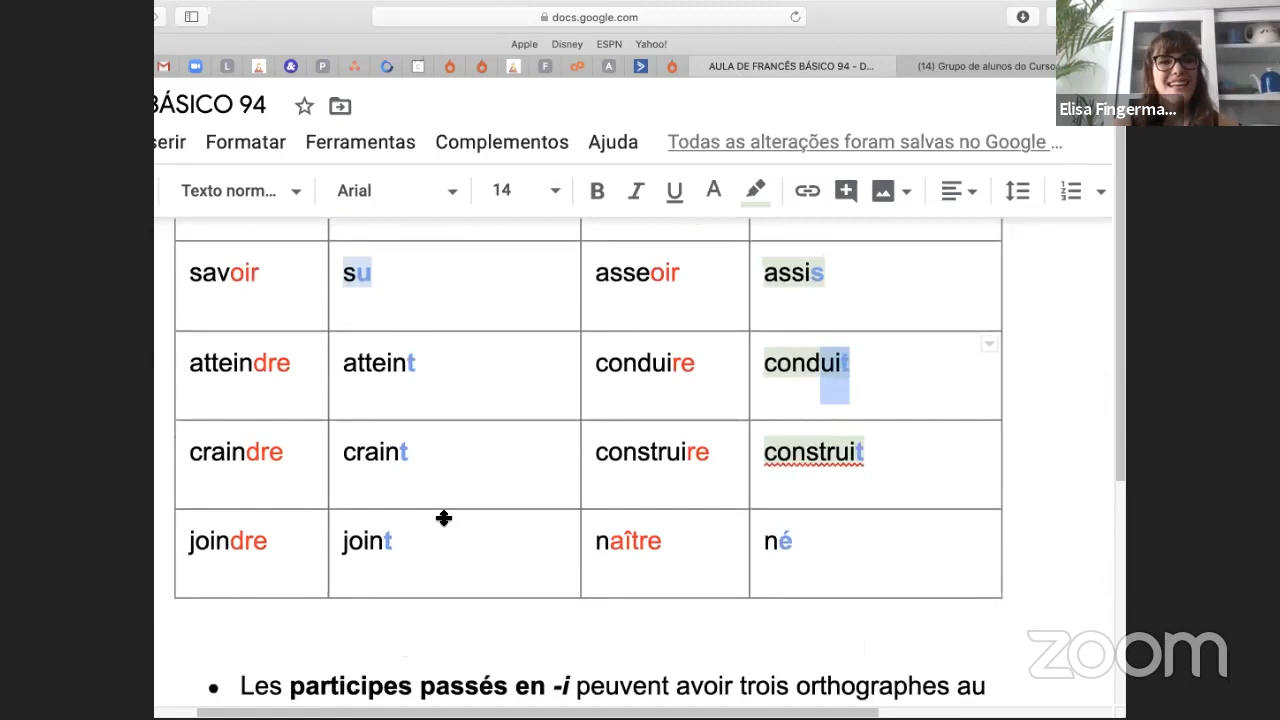 docs.google.com
Apple Disney ESPN Yahoo!
L & P F A AULA DE FRANCÊS BÁSICO 94 - D... (14) Grupo de alunos do Curso
Elisa Fingerma...
BÁSICO 94
serir Formatar Ferramentas Complementos Ajuda Todas as alterações foram salvas no Google ...
Texto norm... Arial 14 B I U A
savoir su asseoir assis
atteindre atteint conduire conduit
craindre craint construire construit
joindre joint naître né
• Les participes passés en -i peuvent avoir trois orthographes au
zoom